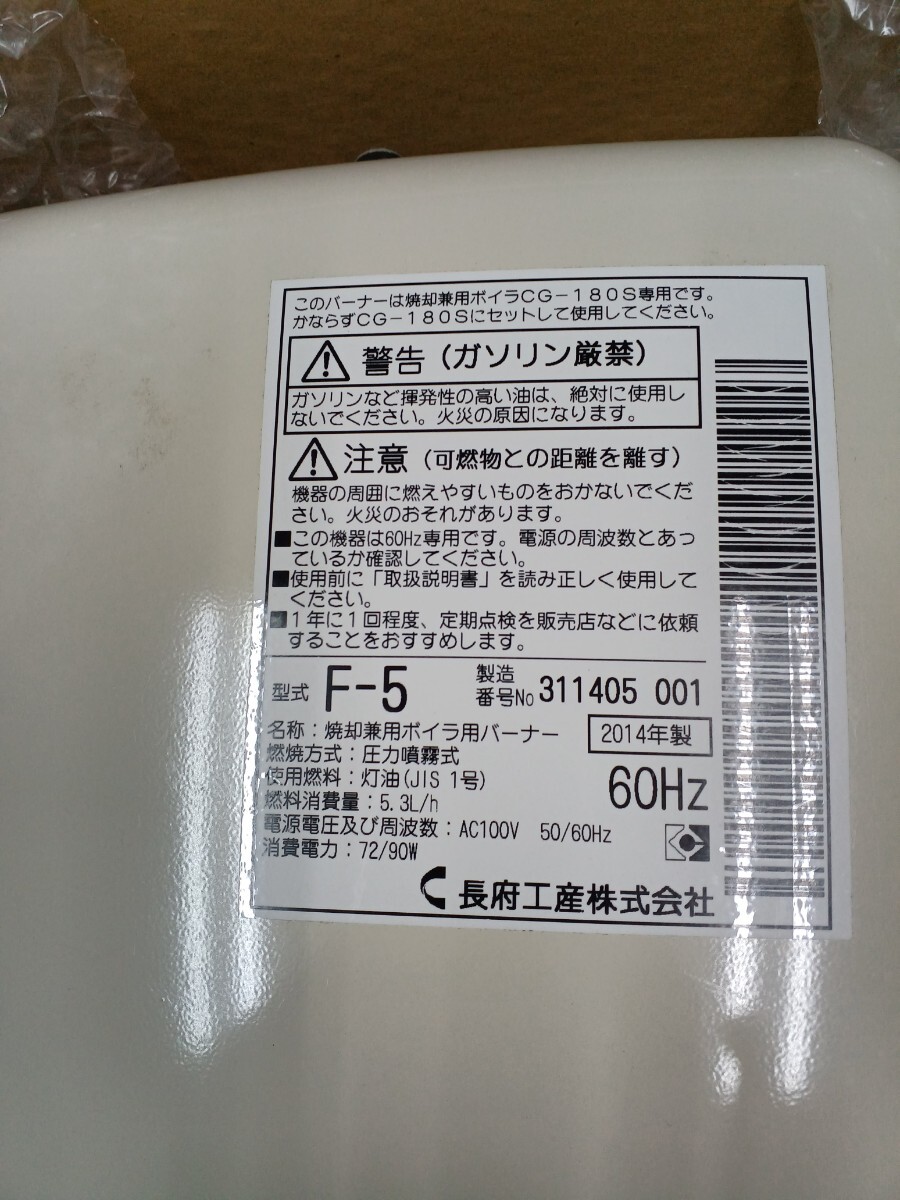 このバーナーは焼却兼用ボイラCG-180S専用です。
かならずCG-180Sにセットして使用してください。
警告（ガソリン厳禁）
ガソリンなど揮発性の高い油は、絶対に使用し
ないでください。火災の原因になります。
注意（可燃物との距離を離す）
機器の周囲に燃えやすいものをおかないでくだ
さい。火災のおそれがあります。
■この機器は60Hz専用です。電源の周波数とあっ
ているか確認してください。
■使用前に「取扱説明書」を読み正しく使用して
ください。
■1年に1回程度、定期点検を販売店などに依頼
することをおすすめします。
型式 F-5 製造番号No 311405 001
名称：焼却兼用ボイラ用バーナー 2014年製
燃焼方式：圧力噴霧式
使用燃料：灯油(JIS 1号) 60Hz
燃料消費量：5.3L/h
電源電圧及び周波数：AC100V 50/60Hz
消費電力：72/90W
長府工産株式会社